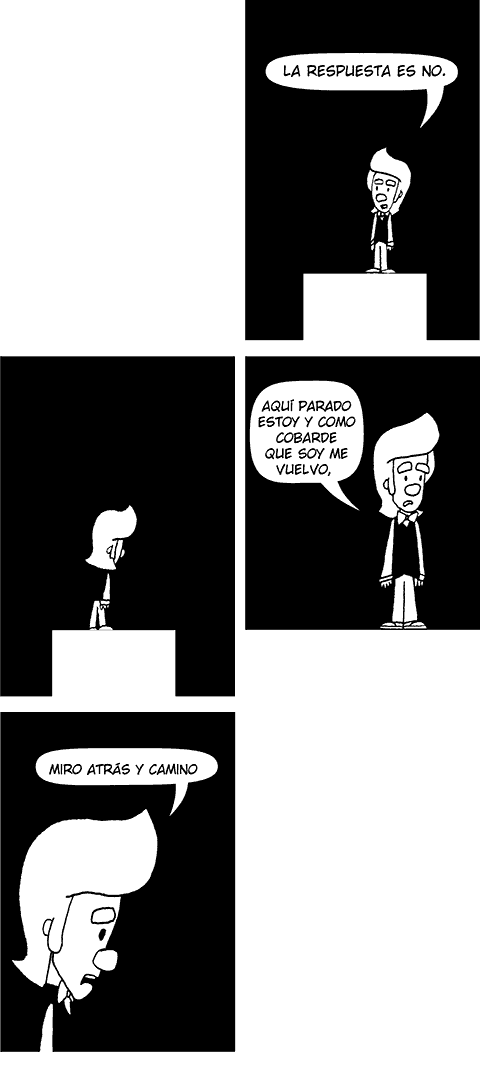 LA RESPUESTA ES NO.
AQUÍ PARADO
ESTOY Y COMO
COBARDE
QUE SOY ME
VUELVO,
MIRO ATRÁS Y CAMINO